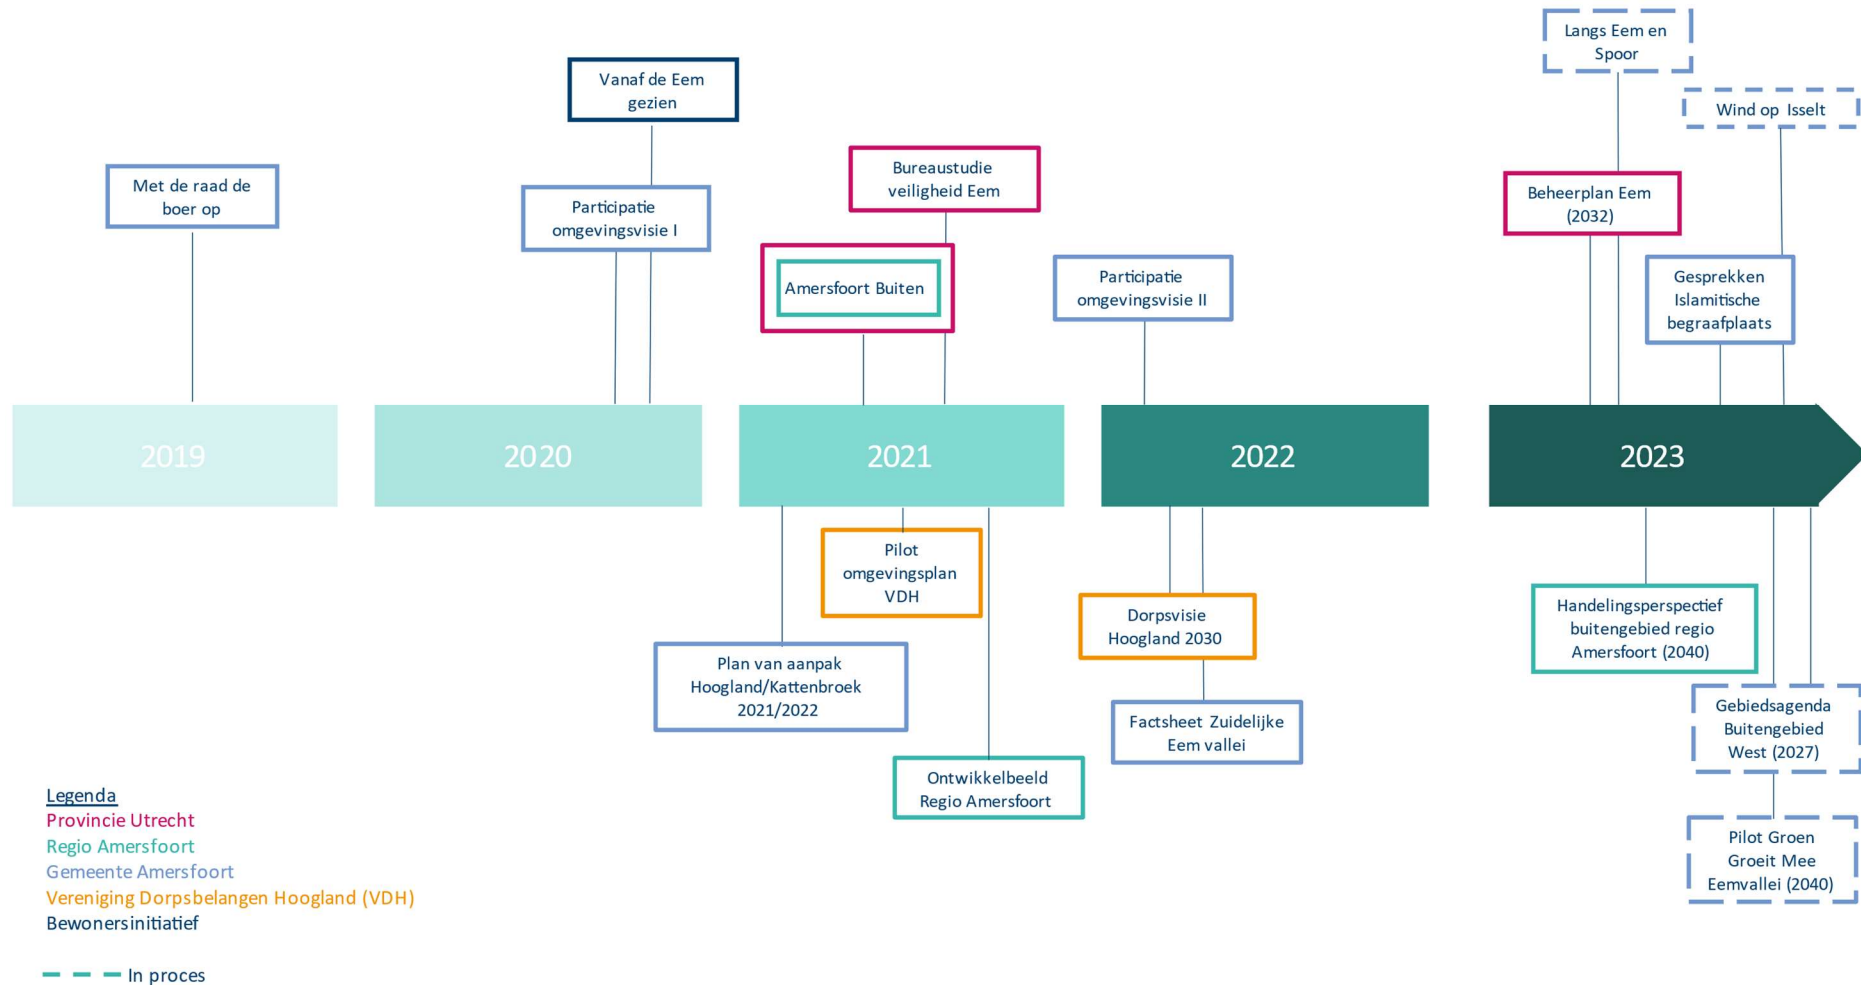 Langs Eem en
Spoor
Vanaf de Eem
gezien
Wind op Isselt
Met de raad de
boer op
Participatie
omgevingsvisie I
Bureaustudie
veiligheid Eem
Beheerplan Eem
(2032)
Amersfoort Buiten
Participatie
omgevingsvisie II
Gesprekken
Islamitische
begraafplaats
2019
2020
2021
2022
2023
Pilot
omgevingsplan
VDH
Dorpsvisie
Hoogland 2030
Handelingsperspectief
buitengebied regio
Amersfoort (2040)
Plan van aanpak
Hoogland/Kattenbroek
2021/2022
Factsheet Zuidelijke
Eem vallei
Gebiedsagenda
Buitengebied
West (2027)
Ontwikkelbeeld
Regio Amersfoort
Pilot Groen
Groeit Mee
Eemvallei (2040)
Legenda
Provincie Utrecht
Regio Amersfoort
Gemeente Amersfoort
Vereniging Dorpsbelangen Hoogland (VDH)
Bewonersinitiatief
In proces